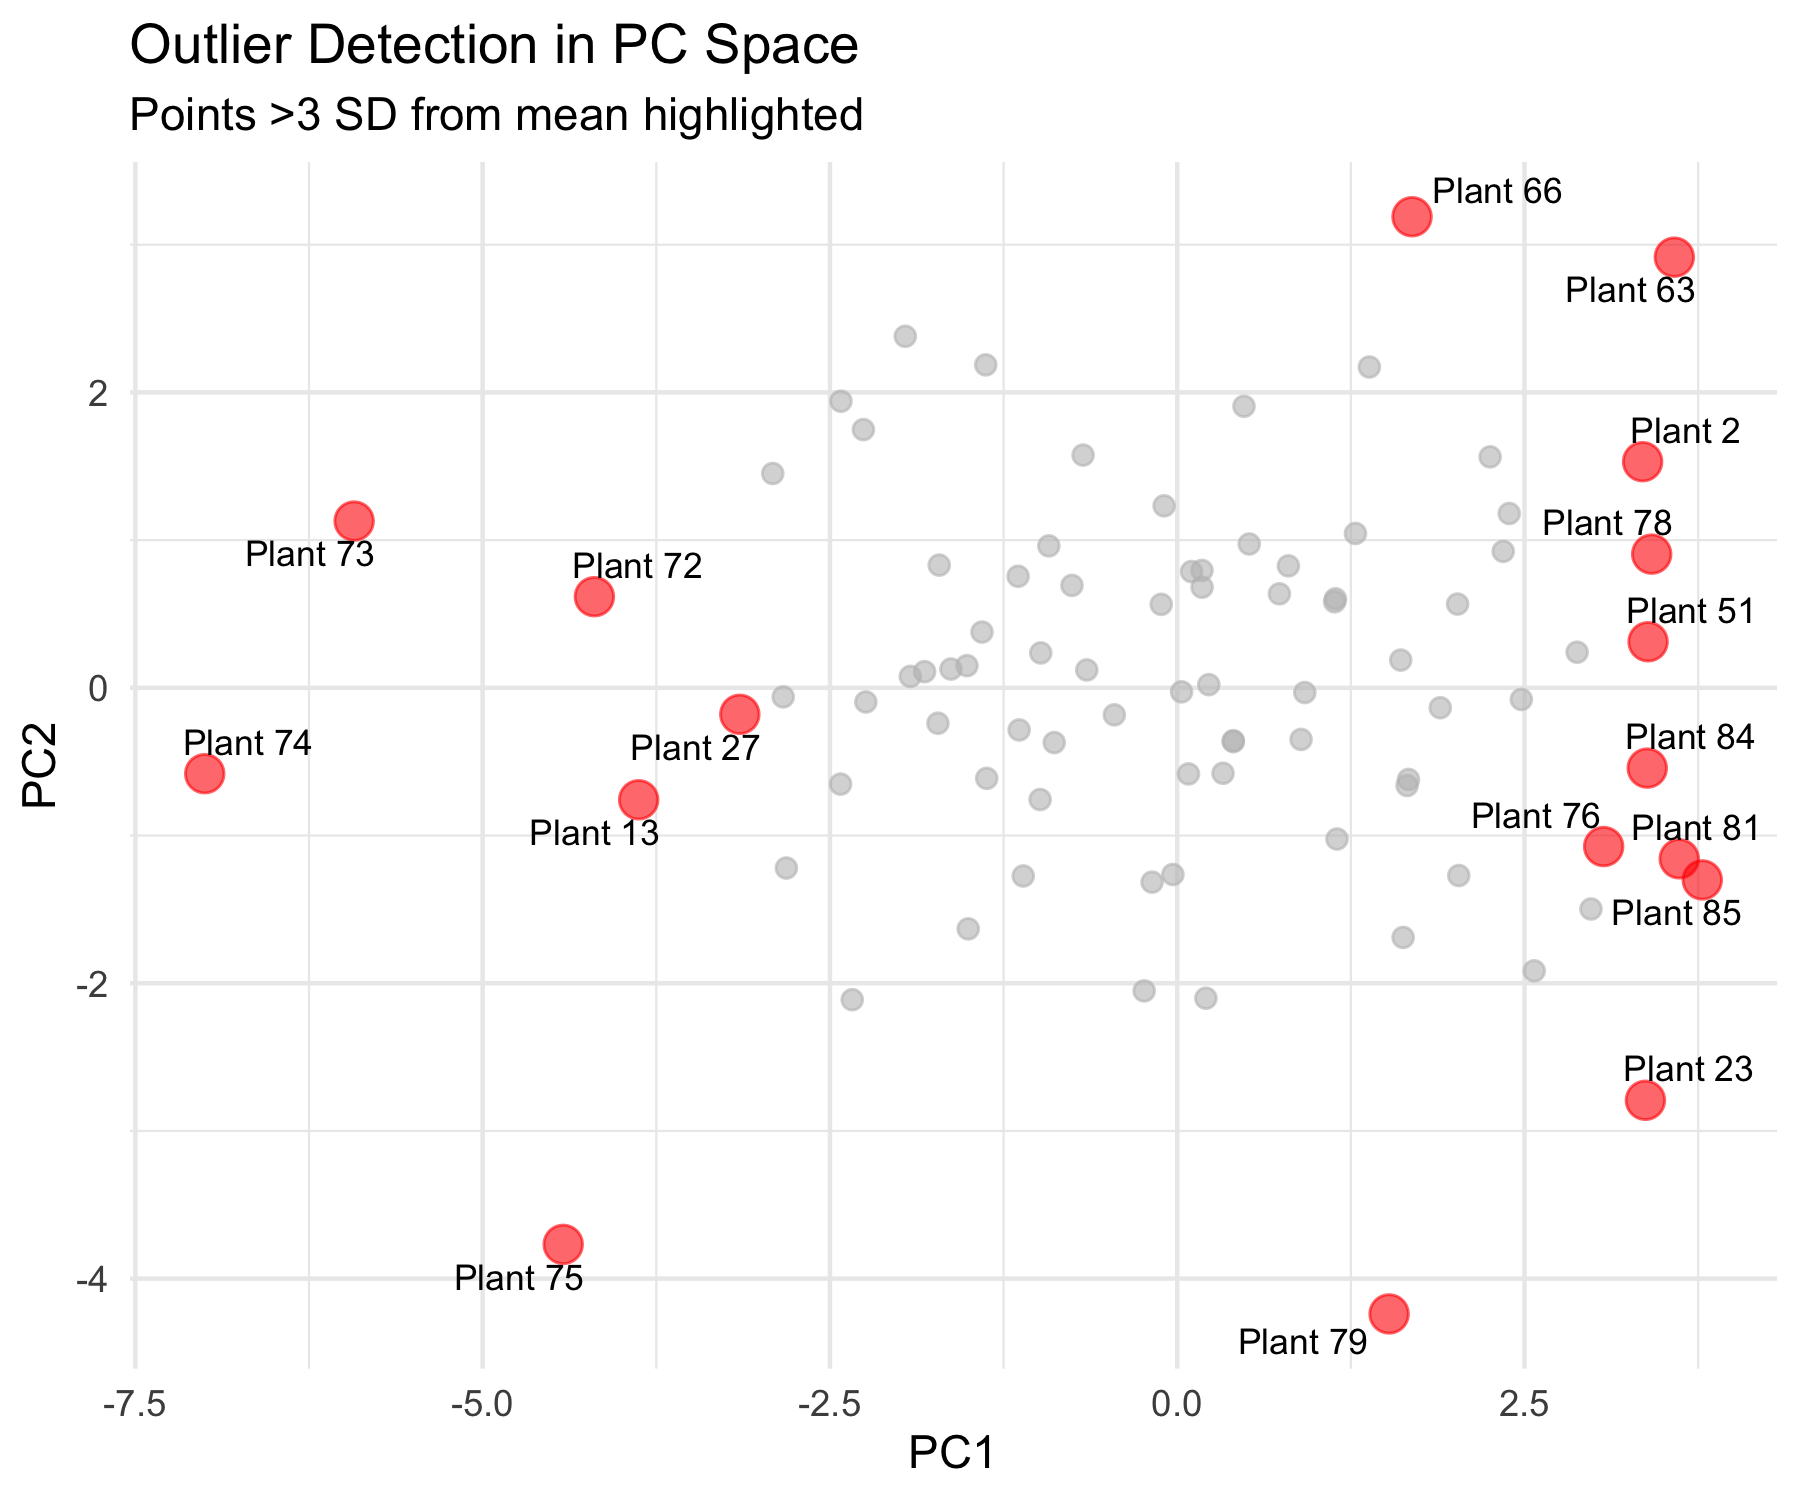 Outlier Detection in PC Space
Points >3 SD from mean highlighted
Plant 66
Plant 63
2
Plant 2
Plant 78
Plant 73
Plant 72
Plant 51
0
Plant 74
Plant 27
Plant 84
Plant 76
Plant 81
Plant 13
Plant 85
-2
Plant 23
-4
Plant 75
Plant 79
PC2
-7.5
-5.0
-2.5
0.0
2.5
PC1